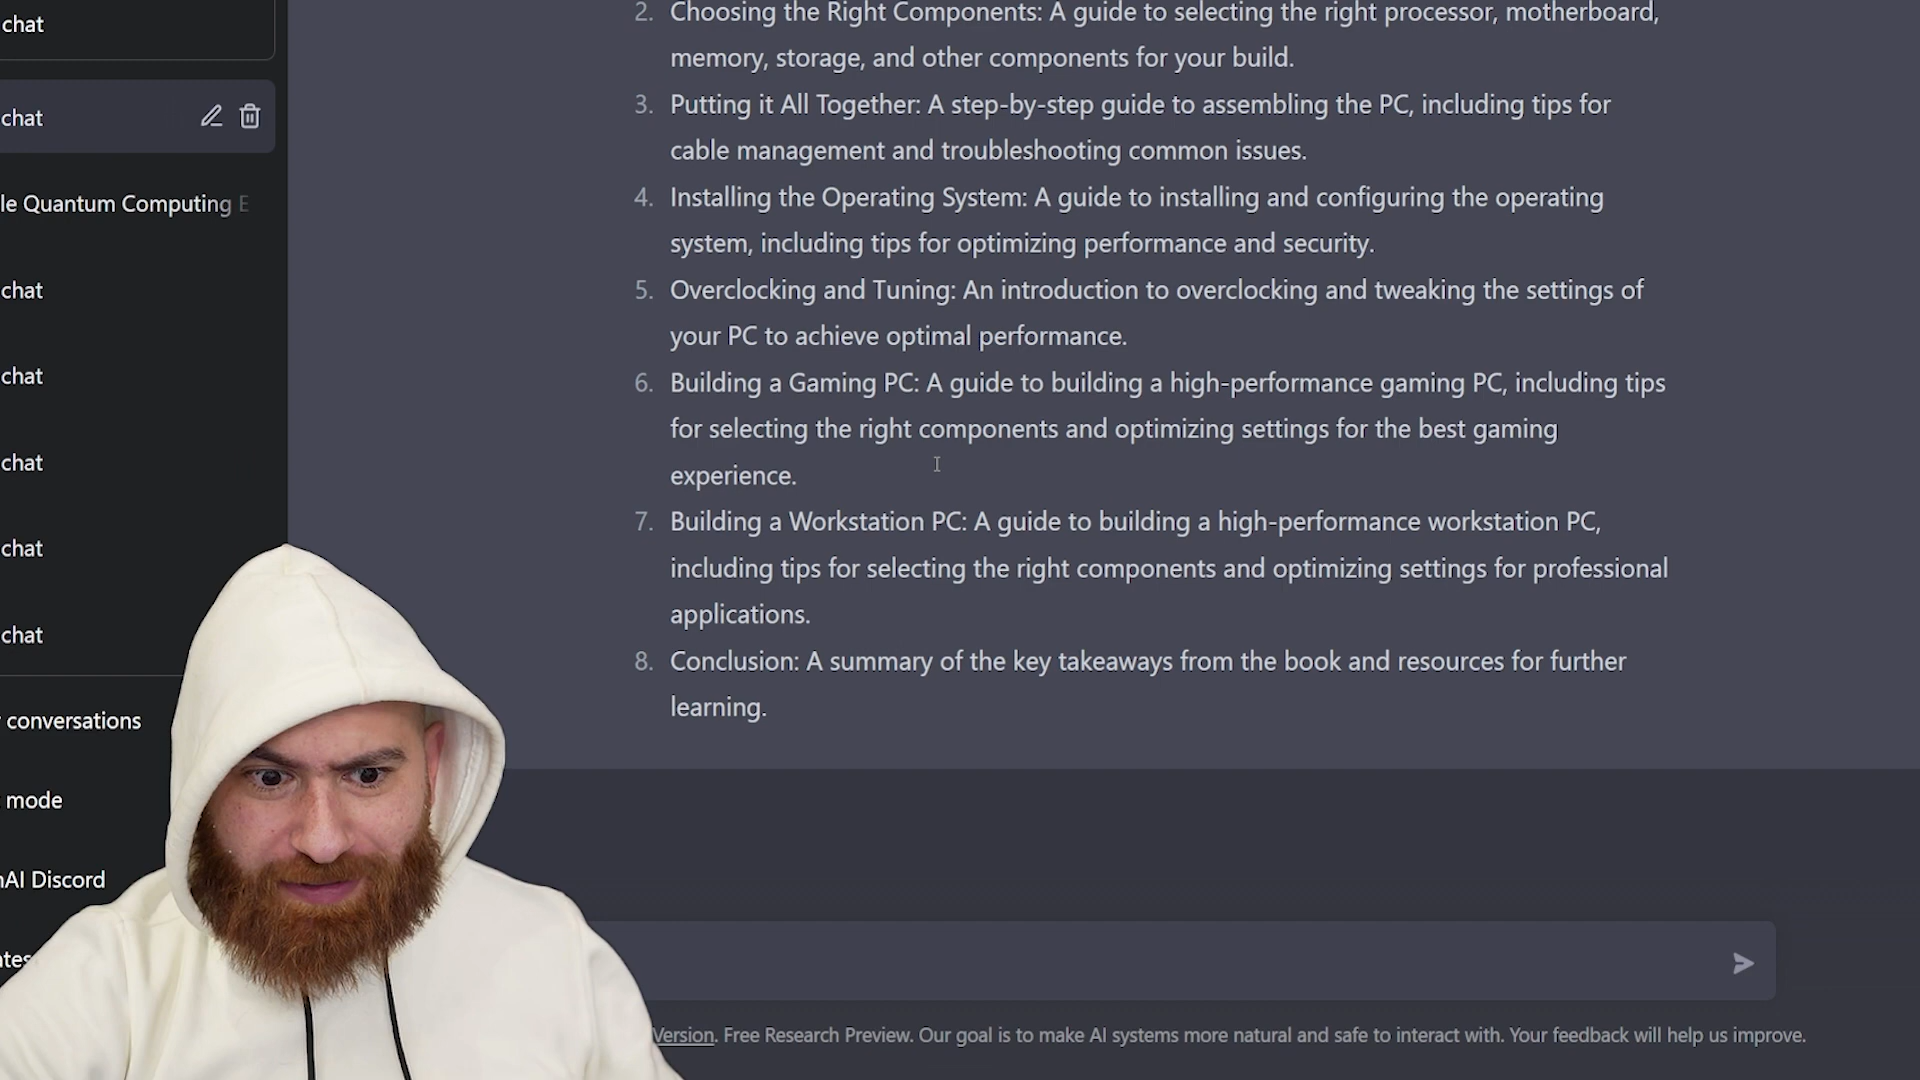 chat
chat
le Quantum Computing E
chat
chat
chat
chat
chat
conversations
mode
AI Discord
2. Choosing the Right Components: A guide to selecting the right processor, motherboard,
memory, storage, and other components for your build.
3. Putting it All Together: A step-by-step guide to assembling the PC, including tips for
cable management and troubleshooting common issues.
4. Installing the Operating System: A guide to installing and configuring the operating
system, including tips for optimizing performance and security.
5. Overclocking and Tuning: An introduction to overclocking and tweaking the settings of
your PC to achieve optimal performance.
6. Building a Gaming PC: A guide to building a high-performance gaming PC, including tips
for selecting the right components and optimizing settings for the best gaming
experience.
7. Building a Workstation PC: A guide to building a high-performance workstation PC,
including tips for selecting the right components and optimizing settings for professional
applications.
8. Conclusion: A summary of the key takeaways from the book and resources for further
learning.
Version. Free Research Preview. Our goal is to make AI systems more natural and safe to interact with. Your feedback will help us improve.